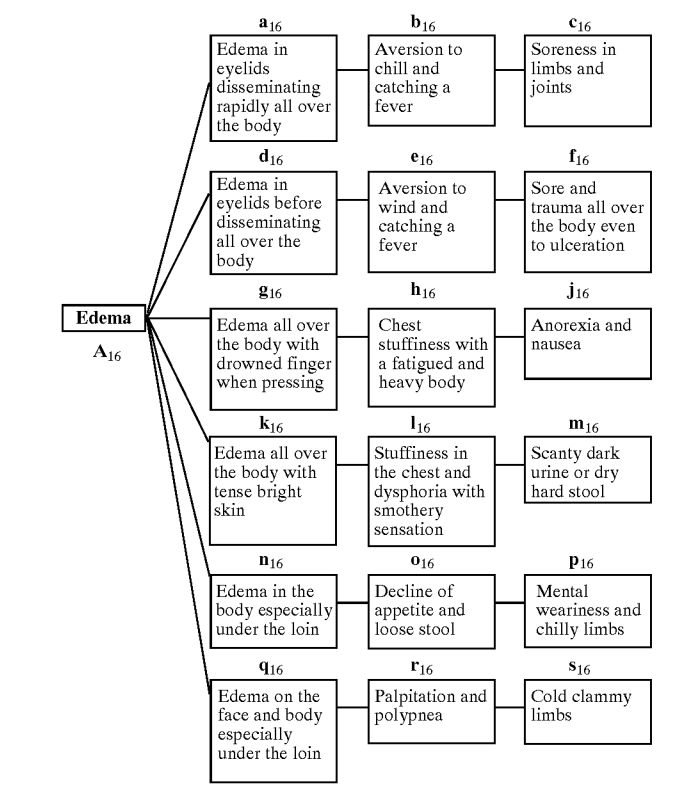 a16
b16
c16
Edema in
eyelids
disseminating
rapidly all over
the body
Aversion to
chill and
catching a
fever
Soreness in
limbs and
joints
d16
e16
f16
Edema in
eyelids before
disseminating
all over the
body
Aversion to
wind and
catching a
fever
Sore and
trauma all over
the body even
to ulceration
Edema
A16
g16
h16
j16
Edema all over
the body with
drowned finger
when pressing
Chest
stuffiness with
a fatigued and
heavy body
Anorexia and
nausea
k16
l16
m16
Edema all over
the body with
tense bright
skin
Stuffiness in
the chest and
dysphoria with
smothery
sensation
Scanty dark
urine or dry
hard stool
n16
o16
p16
Edema in the
body especially
under the loin
Decline of
appetite and
loose stool
Mental
weariness and
chilly limbs
q16
r16
s16
Edema on the
face and body
especially
under the loin
Palpitation and
polypnea
Cold clammy
limbs